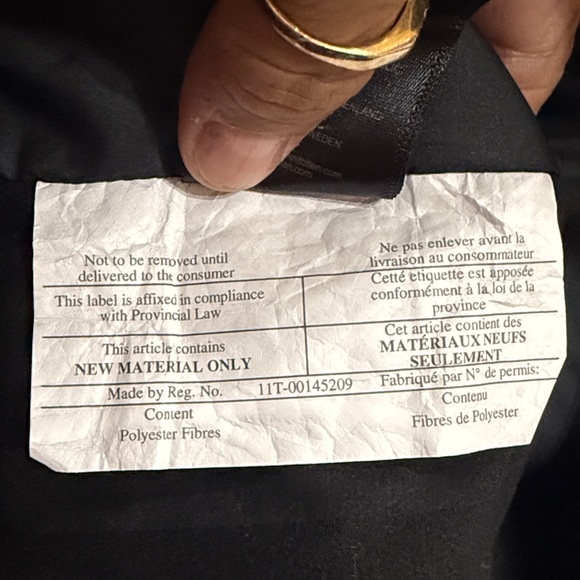 SWEDEN
Not to be removed until
delivered to the consumer
Ne pas enlever avant la
livraison au consommateur
This label is affixed in compliance
with Provincial Law
Cetté etiquette est apposée
conformément à la loi de la
province
This article contains
NEW MATERIAL ONLY
Cet article contient des
MATÉRIAUX NEUFS
SEULEMENT
Made by Reg. No. 11T-00145209 Fabriqué par N° de permis:
Content
Polyester Fibres
Contenu
Fibres de Polyester